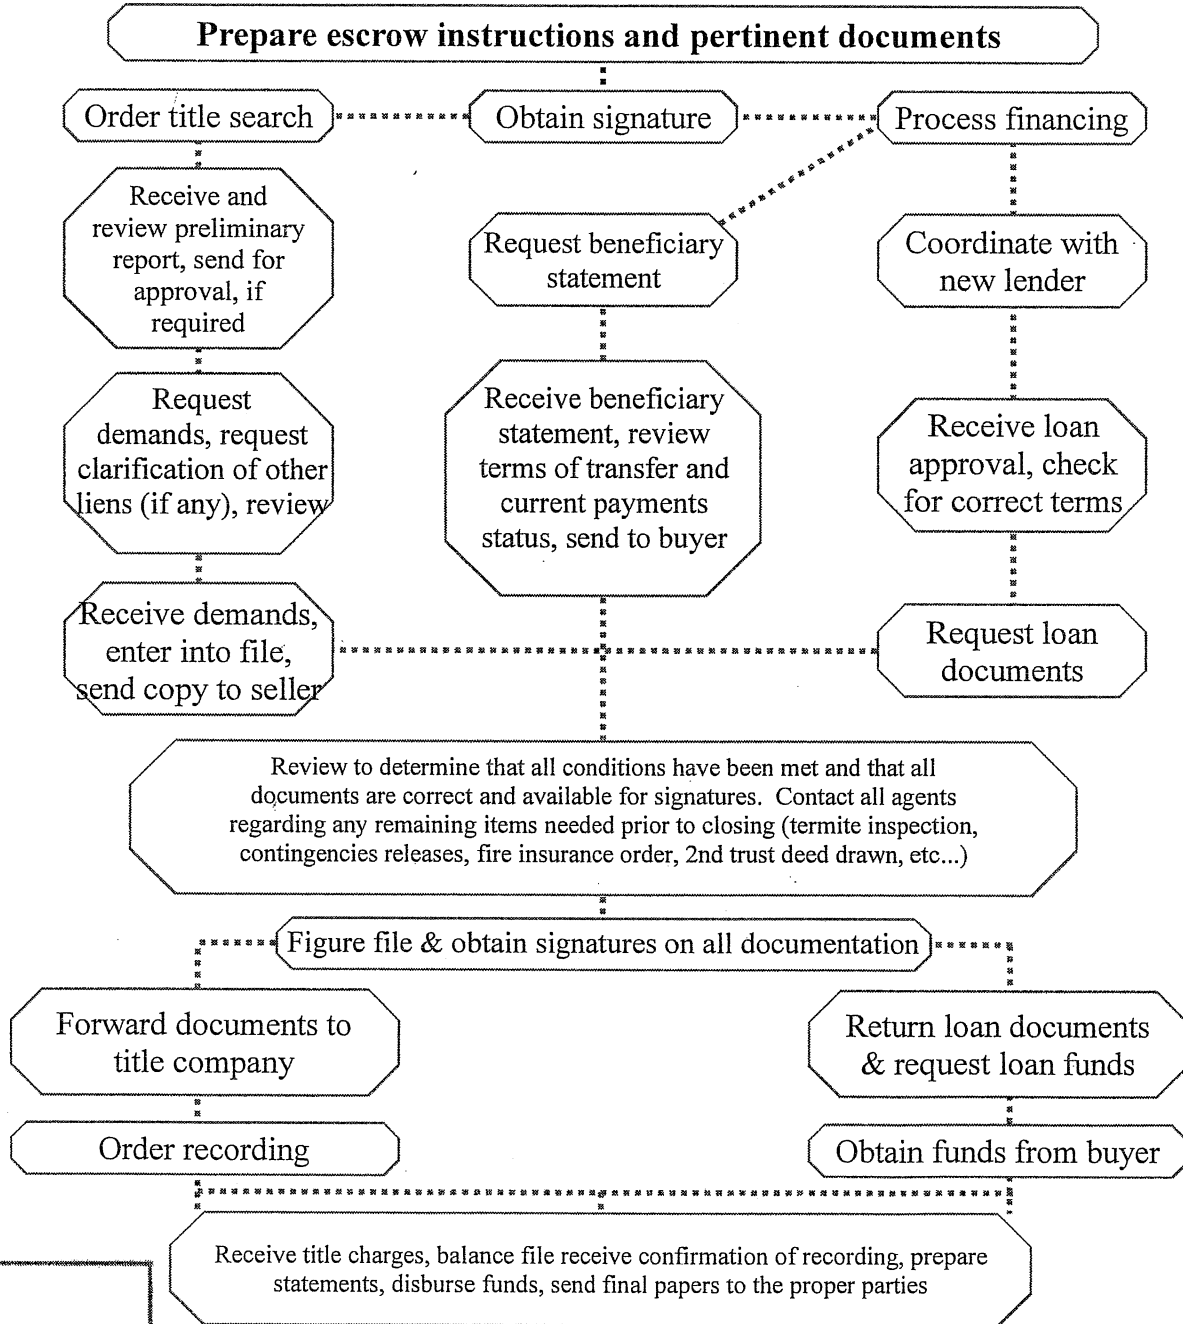 Prepare escrow instructions and pertinent documents
Order title search
Obtain signature
Process financing
Receive and
review preliminary
report, send for
approval, if
required
Request beneficiary
statement
Coordinate with
new lender
Request
demands, request
clarification of other
liens (if any), review
Receive beneficiary
statement, review
terms of transfer and
current payments
status, send to buyer
Receive loan
approval, check
for correct terms
Receive demands,
enter into file,
send copy to seller
Request loan
documents
Review to determine that all conditions have been met and that all
documents are correct and available for signatures. Contact all agents
regarding any remaining items needed prior to closing (termite inspection,
contingencies releases, fire insurance order, 2nd trust deed drawn, etc...)
Figure file & obtain signatures on all documentation
Forward documents to
title company
Return loan documents
& request loan funds
Order recording
Obtain funds from buyer
Receive title charges, balance file receive confirmation of recording, prepare
statements, disburse funds, send final papers to the proper parties